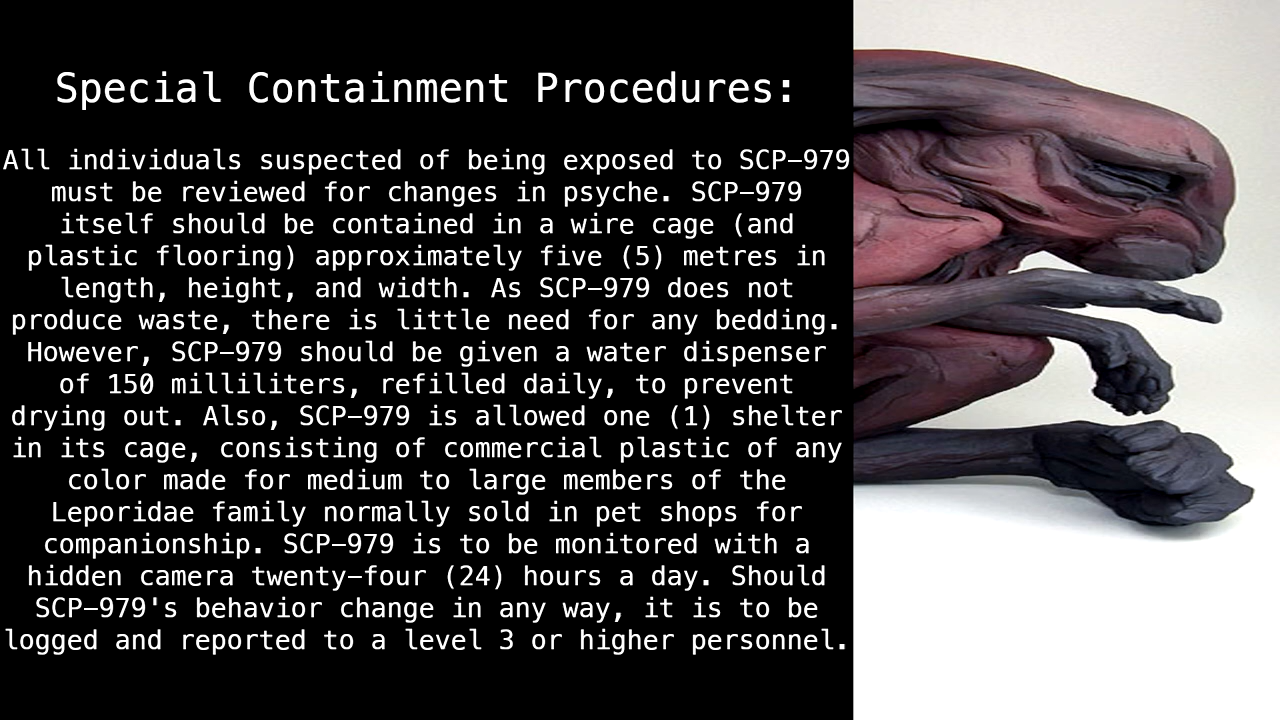 Special Containment Procedures:
All individuals suspected of being exposed to SCP-979
must be reviewed for changes in psyche. SCP-979
itself should be contained in a wire cage (and
plastic flooring) approximately five (5) metres in
length, height, and width. As SCP-979 does not
produce waste, there is little need for any bedding.
However, SCP-979 should be given a water dispenser
of 150 milliliters, refilled daily, to prevent
drying out. Also, SCP-979 is allowed one (1) shelter
in its cage, consisting of commercial plastic of any
color made for medium to large members of the
Leporidae family normally sold in pet shops for
companionship. SCP-979 is to be monitored with a
hidden camera twenty-four (24) hours a day. Should
SCP-979's behavior change in any way, it is to be
logged and reported to a level 3 or higher personnel.